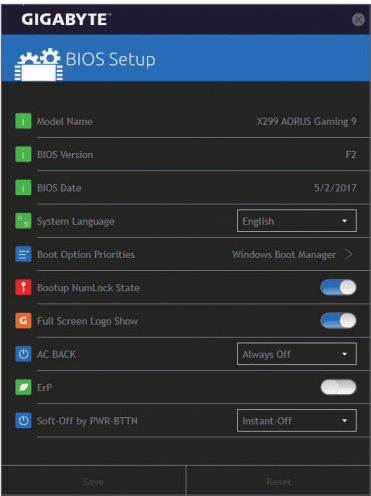 GIGABYTE™
BIOS Setup
Model Name X299 AORUS Gaming 9
BIOS Version F2
BIOS Date 5/2/2017
System Language English
Boot Option Priorities Windows Boot Manager >
Bootup NumLock State
Full Screen Logo Show
AC BACK Always Off
ErP
Soft-Off by PWR-BTTN Instant-Off
Save Reset